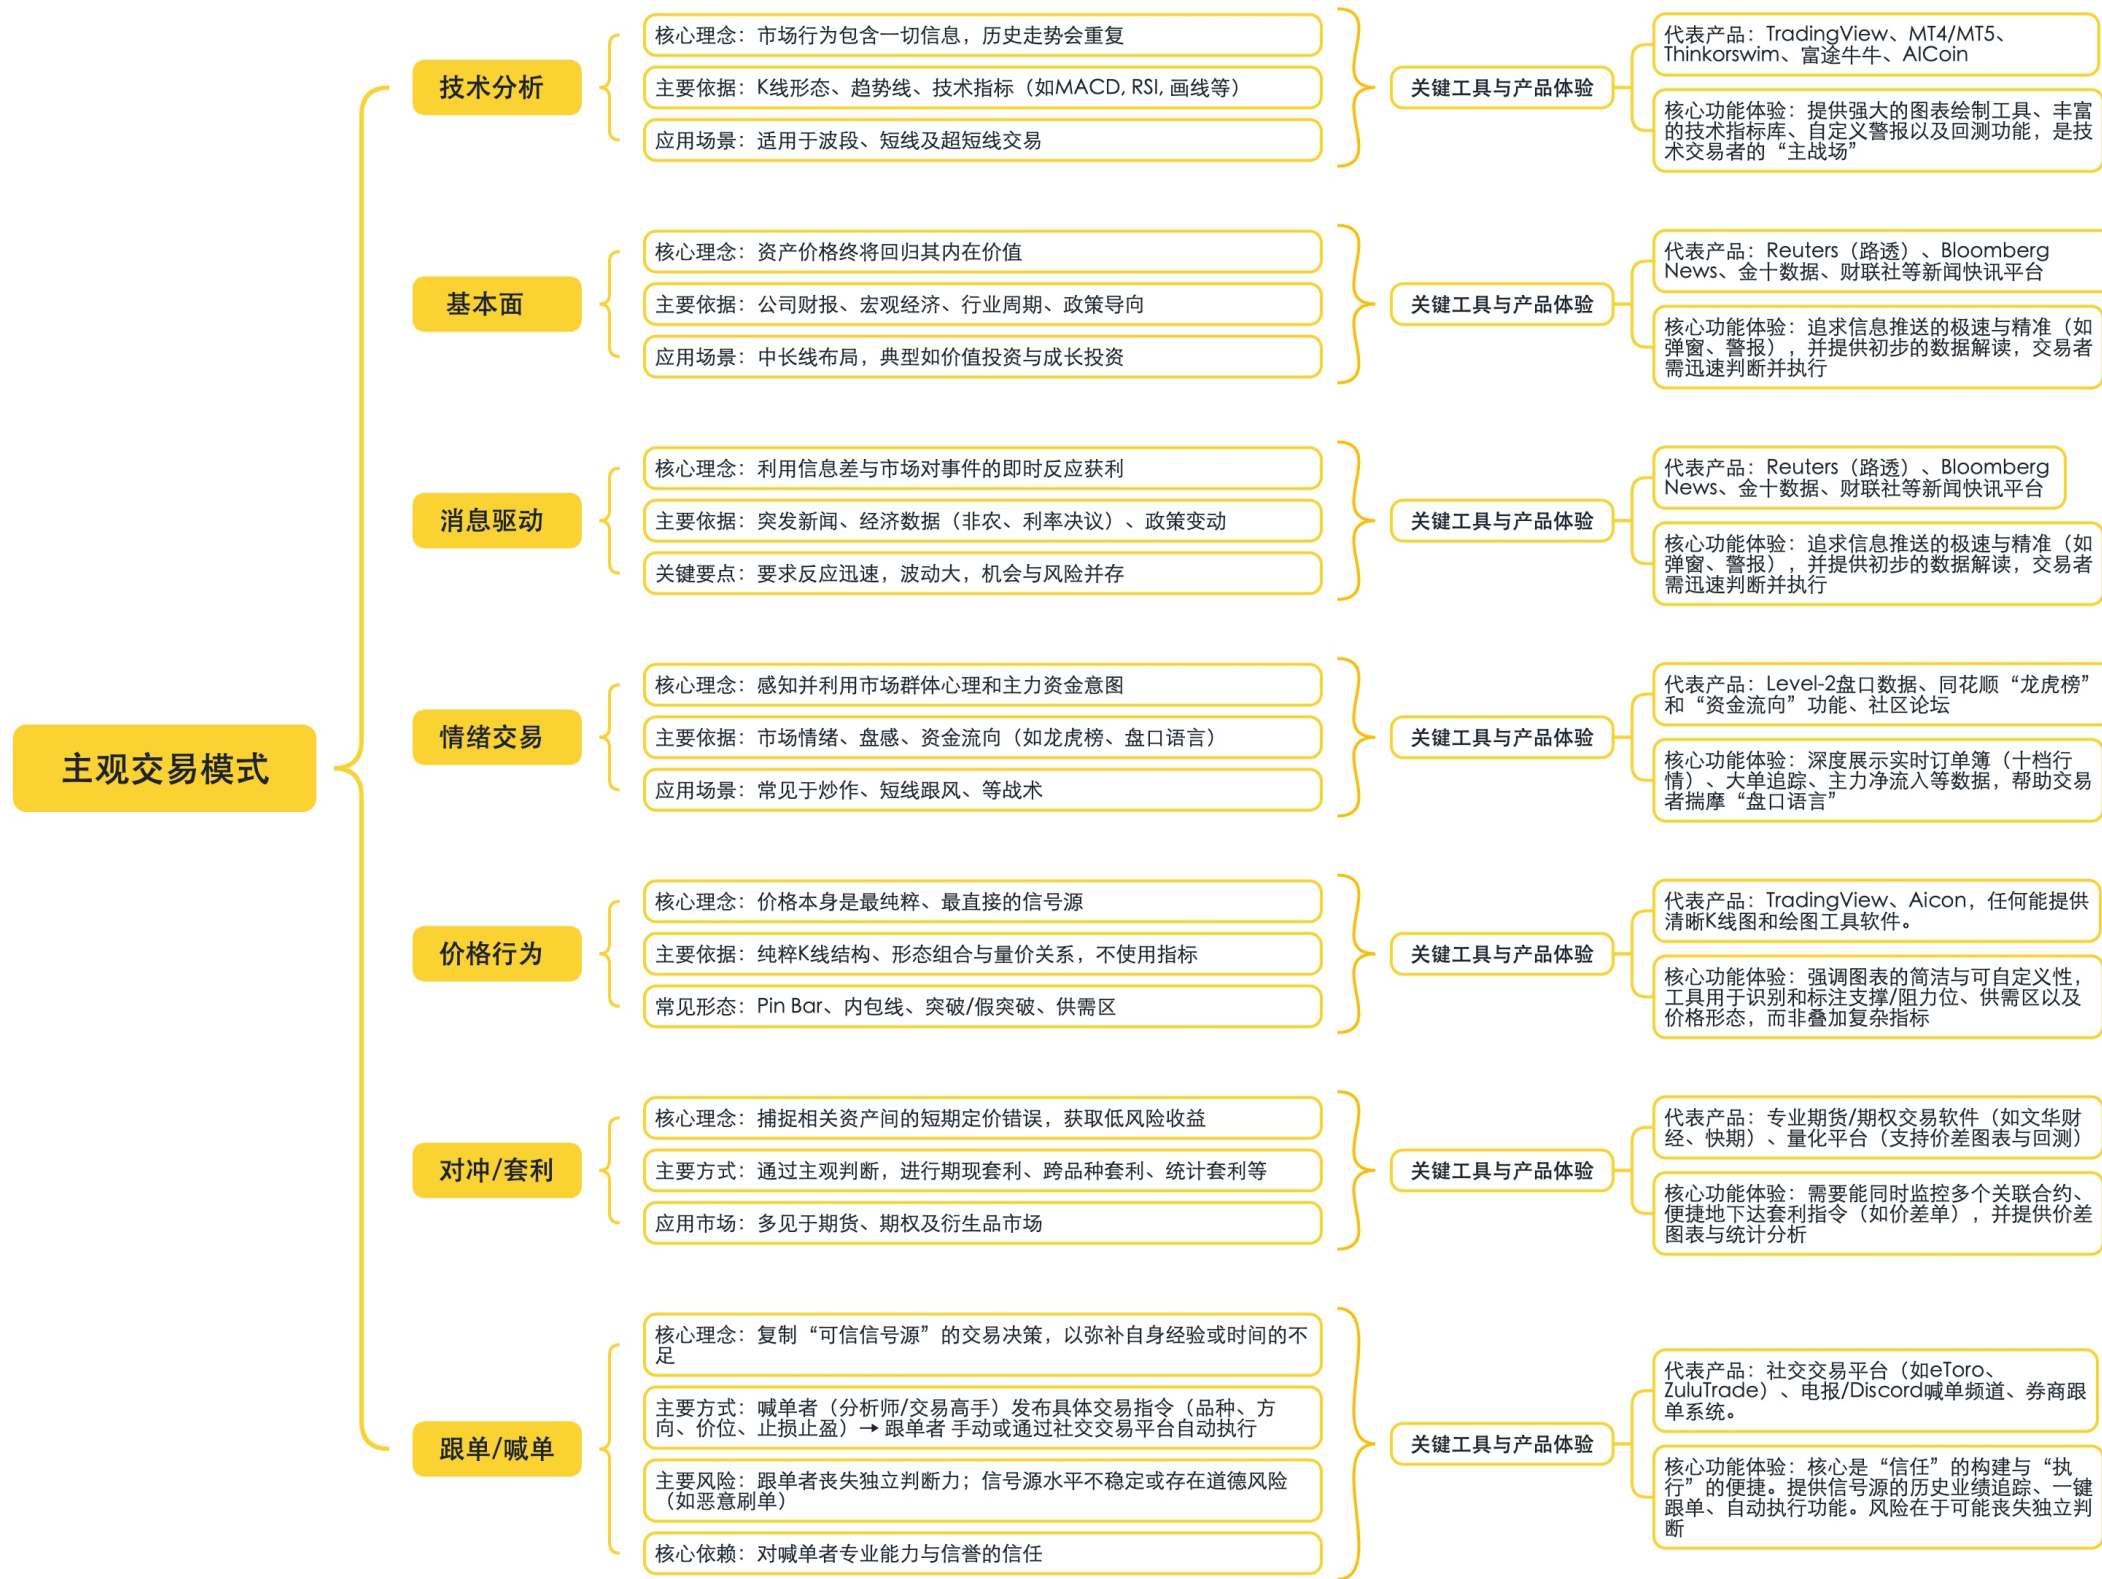 主观交易模式
技术分析
核心理念：市场行为包含一切信息，历史走势会重复
主要依据：K线形态、趋势线、技术指标（如MACD, RSI, 画线等）
应用场景：适用于波段、短线及超短线交易
关键工具与产品体验
代表产品：TradingView、MT4/MT5、
Thinkorswim、富途牛牛、AICoin
核心功能体验：提供强大的图表绘制工具、丰富
的技术指标库、自定义警报以及回测功能，是技
术交易者的“主战场”
基本面
核心理念：资产价格终将回归其内在价值
主要依据：公司财报、宏观经济、行业周期、政策导向
应用场景：中长线布局，典型如价值投资与成长投资
关键工具与产品体验
代表产品：Reuters（路透）、Bloomberg
News、金十数据、财联社等新闻快讯平台
核心功能体验：追求信息推送的极速与精准（如
弹窗、警报），并提供初步的数据解读，交易者
需迅速判断并执行
消息驱动
核心理念：利用信息差与市场对事件的即时反应获利
主要依据：突发新闻、经济数据（非农、利率决议）、政策变动
关键要点：要求反应迅速，波动大，机会与风险并存
关键工具与产品体验
代表产品：Reuters（路透）、Bloomberg
News、金十数据、财联社等新闻快讯平台
核心功能体验：追求信息推送的极速与精准（如
弹窗、警报），并提供初步的数据解读，交易者
需迅速判断并执行
情绪交易
核心理念：感知并利用市场群体心理和主力资金意图
主要依据：市场情绪、盘感、资金流向（如龙虎榜、盘口语言）
应用场景：常见于炒作、短线跟风、等战术
关键工具与产品体验
代表产品：Level-2盘口数据、同花顺“龙虎榜”
和“资金流向”功能、社区论坛
核心功能体验：深度展示实时订单簿（十档行
情）、大单追踪、主力净流入等数据，帮助交易
者揣摩“盘口语言”
价格行为
核心理念：价格本身是最纯粹、最直接的信号源
主要依据：纯粹K线结构、形态组合与量价关系，不使用指标
常见形态：Pin Bar、内包线、突破/假突破、供需区
关键工具与产品体验
代表产品：TradingView、Aicon，任何能提供
清晰K线图和绘图工具软件。
核心功能体验：强调图表的简洁与可自定义性，
工具用于识别和标注支撑/阻力位、供需区以及
价格形态，而非叠加复杂指标
对冲/套利
核心理念：捕捉相关资产间的短期定价错误，获取低风险收益
主要方式：通过主观判断，进行期现套利、跨品种套利、统计套利等
应用市场：多见于期货、期权及衍生品市场
关键工具与产品体验
代表产品：专业期货/期权交易软件（如文华财
经、快期）、量化平台（支持价差图表与回测）
核心功能体验：需要能同时监控多个关联合约、
便捷地下达套利指令（如价差单），并提供价差
图表与统计分析
跟单/喊单
核心理念：复制“可信信号源”的交易决策，以弥补自身经验或时间的不
足
主要方式：喊单者（分析师/交易高手）发布具体交易指令（品种、方
向、价位、止损止盈）→ 跟单者 手动或通过社交交易平台自动执行
主要风险：跟单者丧失独立判断力；信号源水平不稳定或存在道德风险
（如恶意刷单）
核心依赖：对喊单者专业能力与信誉的信任
关键工具与产品体验
代表产品：社交交易平台（如eToro、
ZuluTrade）、电报/Discord喊单频道、券商跟
单系统。
核心功能体验：核心是“信任”的构建与“执
行”的便捷。提供信号源的历史业绩追踪、一键
跟单、自动执行功能。风险在于可能丧失独立判
断